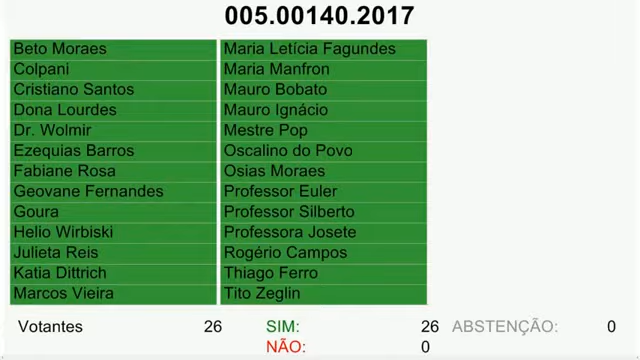 005.00140.2017
Beto Moraes
Colpani
Cristiano Santos
Dona Lourdes
Dr. Wolmir
Ezequias Barros
Fabiane Rosa
Geovane Fernandes
Goura
Helio Wirbiski
Julieta Reis
Katia Dittrich
Marcos Vieira
Maria Letícia Fagundes
Maria Manfron
Mauro Bobato
Mauro Ignácio
Mestre Pop
Oscalino do Povo
Osias Moraes
Professor Euler
Professor Silberto
Professora Josete
Rogério Campos
Thiago Ferro
Tito Zeglin
Votantes 26 SIM: 26 ABSTENÇÃO: 0
NÃO: 0